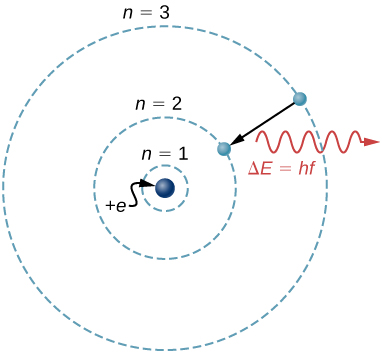 n = 3
n = 2
n = 1
ΔE = hf
+e